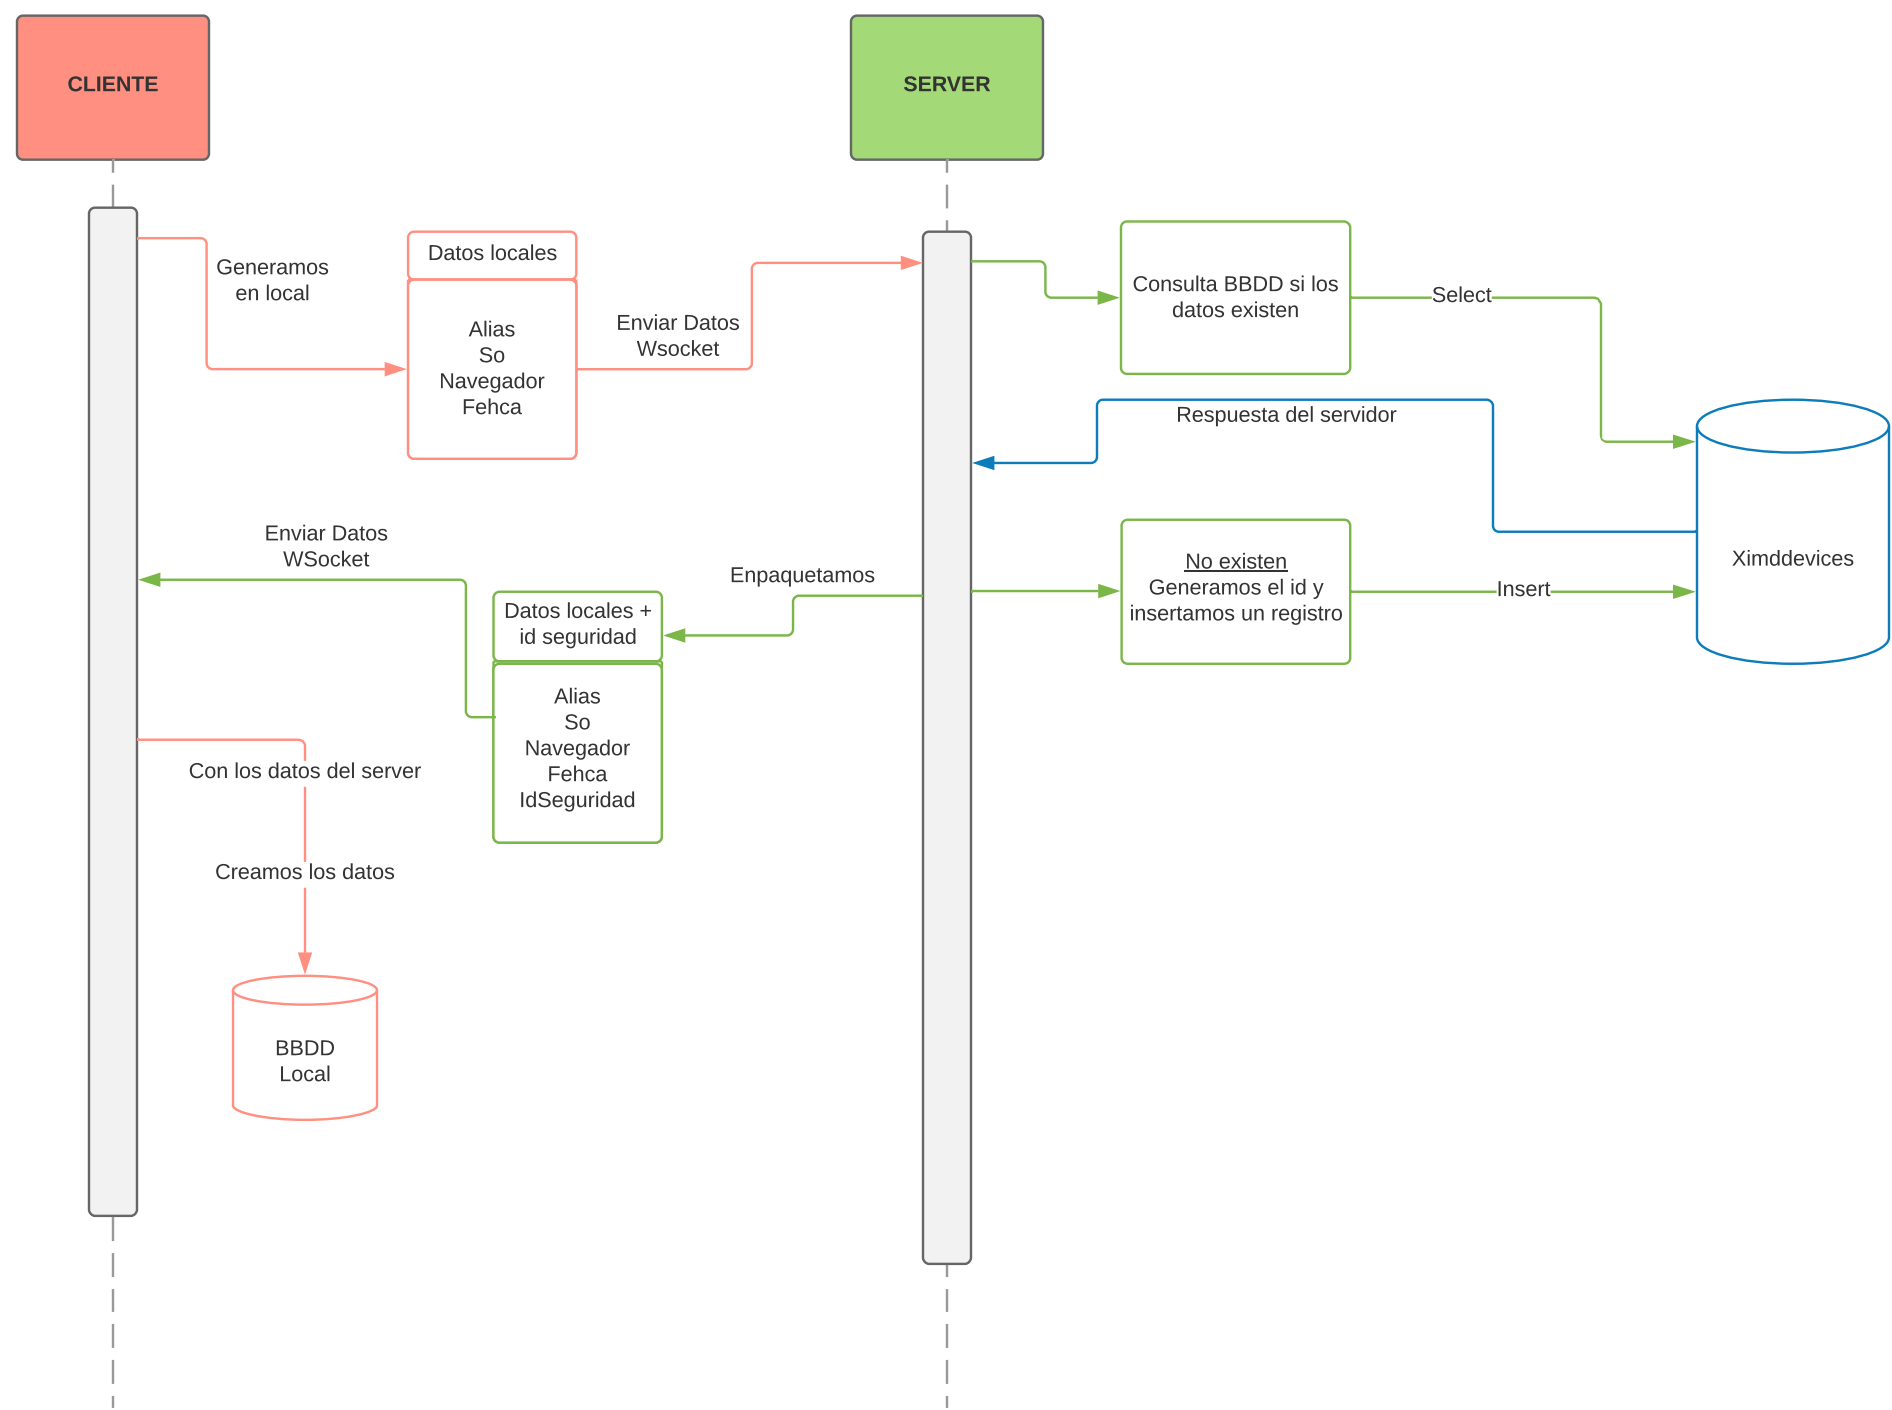 CLIENTE
SERVER
Generamos
en local
Datos locales
Alias
So
Navegador
Fehca
Enviar Datos
Wsocket
Consulta BBDD si los
datos existen
Select
Respuesta del servidor
Ximddevices
No existen
Generamos el id y
insertamos un registro
Insert
Enpaquetamos
Datos locales +
id seguridad
Alias
So
Navegador
Fehca
IdSeguridad
Enviar Datos
WSocket
Con los datos del server
Creamos los datos
BBDD
Local